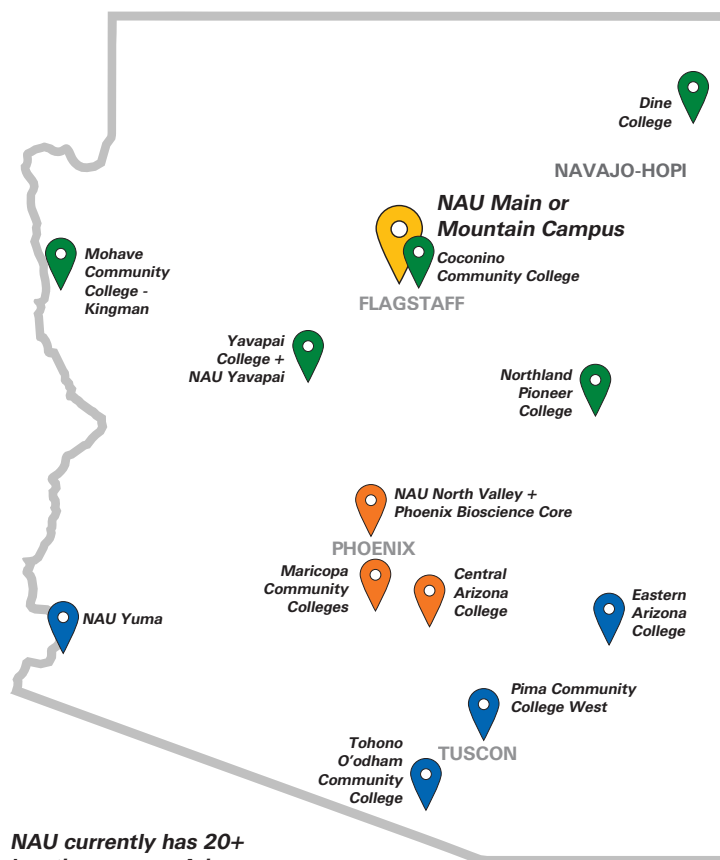 Dine
College
NAVAJO-HOPI
NAU Main or
Mountain Campus
Mohave
Community
College -
Kingman
Coconino
Community College
FLAGSTAFF
Yavapai
College +
NAU Yavapai
Northland
Pioneer
College
NAU North Valley +
Phoenix Bioscience Core
PHOENIX
Maricopa
Community
Colleges
Central
Arizona
College
NAU Yuma
Eastern
Arizona
College
Pima Community
College West
Tohono
O'odham
Community
College
TUSCON
NAU currently has 20+